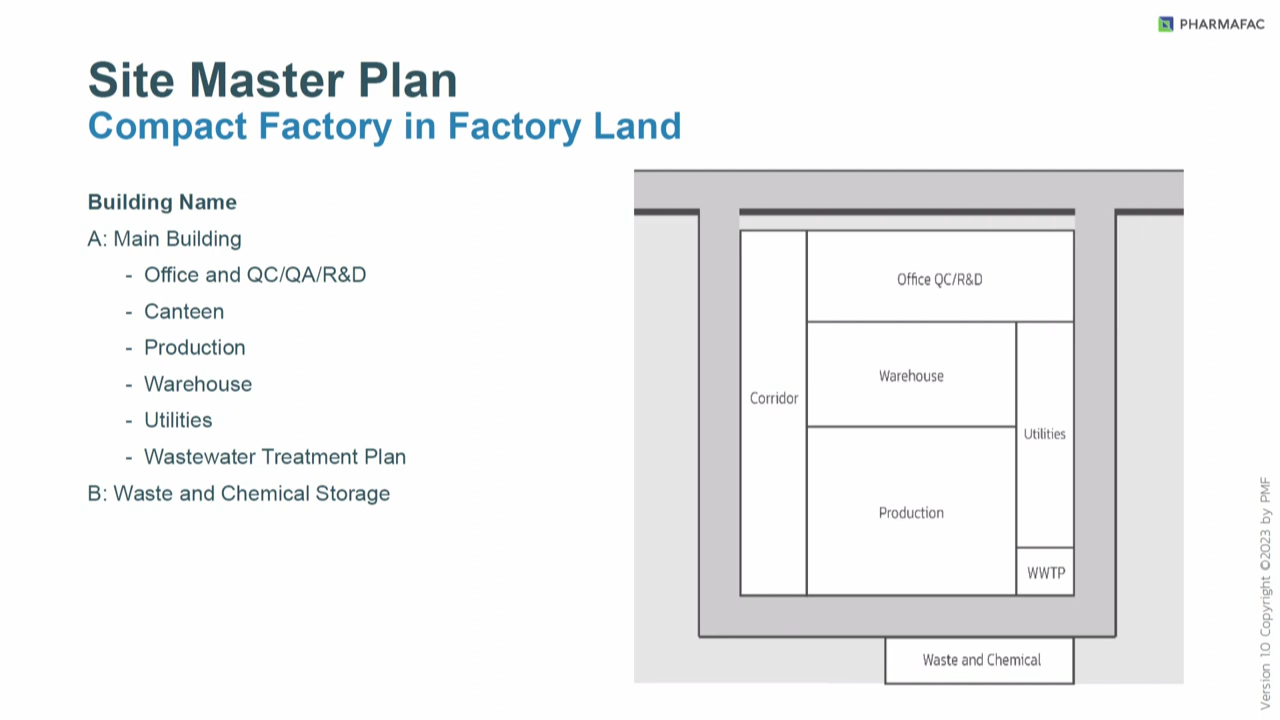 PHARMAFAC
Site Master Plan
Compact Factory in Factory Land
Building Name
A: Main Building
- Office and QC/QA/R&D
- Canteen
- Production
- Warehouse
- Utilities
- Wastewater Treatment Plan
B: Waste and Chemical Storage
Office QC/R&D
Warehouse
Corridor
Utilities
Production
WWTP
Waste and Chemical
Version 1.0 Copyright ©2023 by PMF